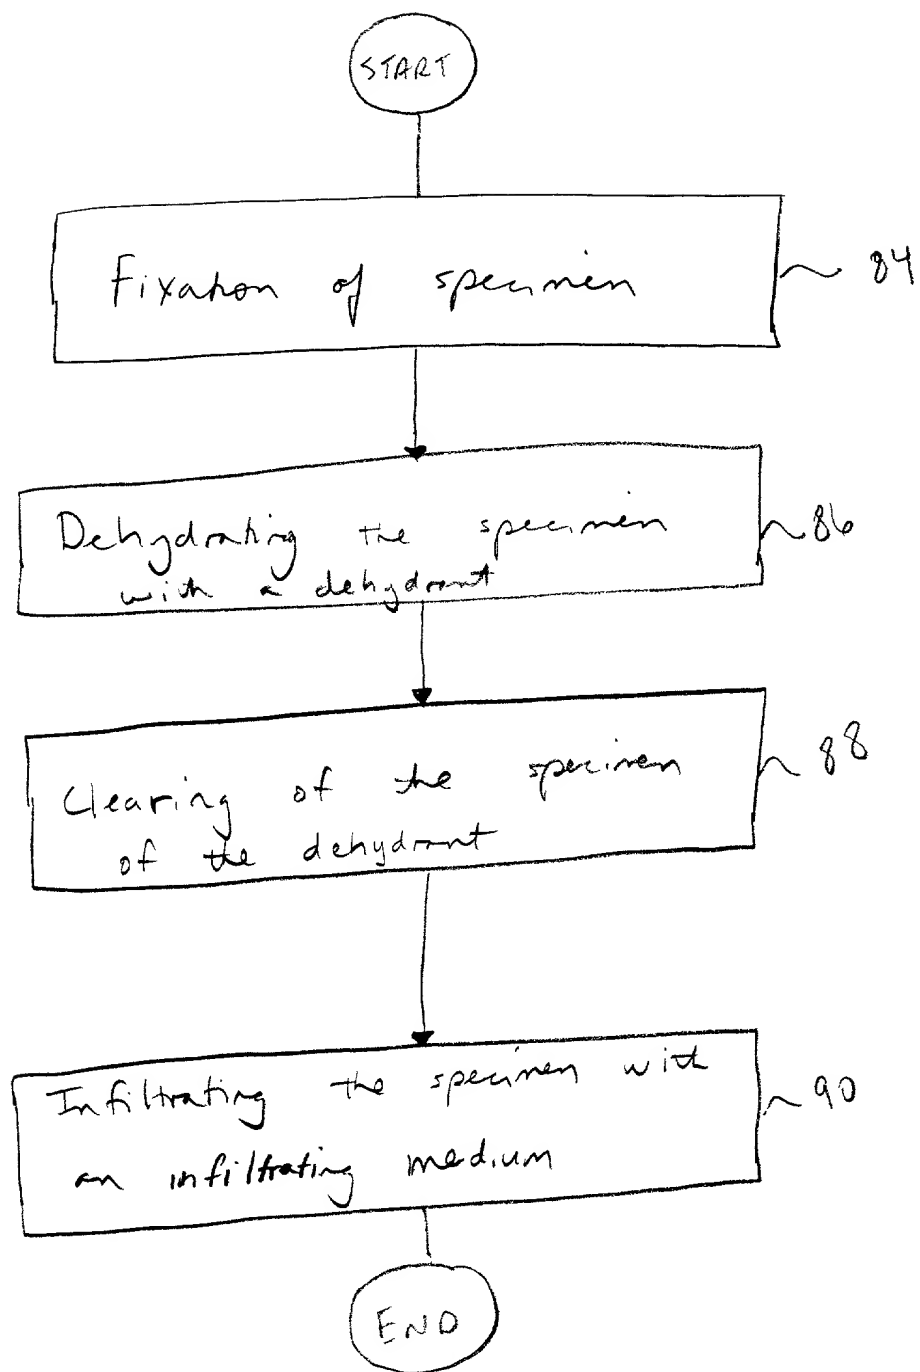 START
Fixation of specimen
84
Dehydrating the specimen
with a dehydrant
86
Clearing of the specimen
of the dehydrant
88
Infiltrating the specimen with
an infiltrating medium
90
END